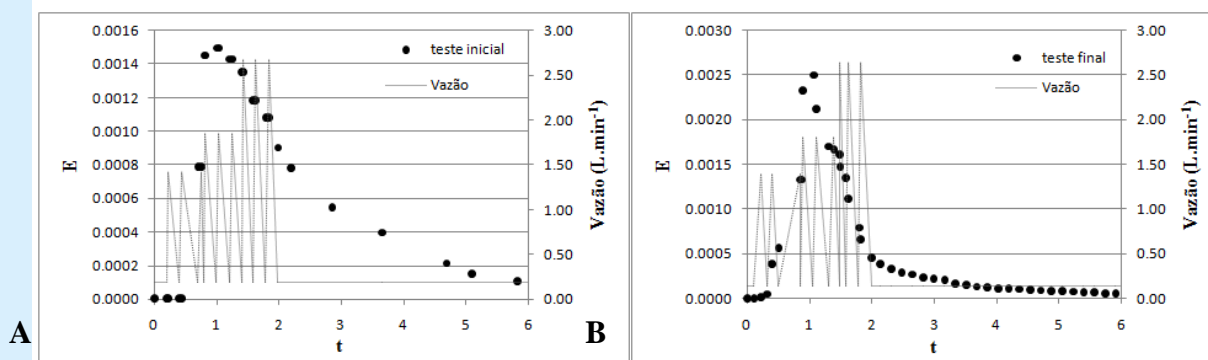 0.0016
0.0014
0.0012
0.0010
0.0008
0.0006
0.0004
0.0002
0.0000
E
0 1 2 3 4 5 6
t
3.00
2.50
2.00
1.50
1.00
0.50
0.00
Vazão (L.min⁻¹)
teste inicial
Vazão
A
0.0030
0.0025
0.0020
0.0015
0.0010
0.0005
0.0000
E
0 1 2 3 4 5 6
t
3.00
2.50
2.00
1.50
1.00
0.50
0.00
Vazão (L.min⁻¹)
teste final
Vazão
B